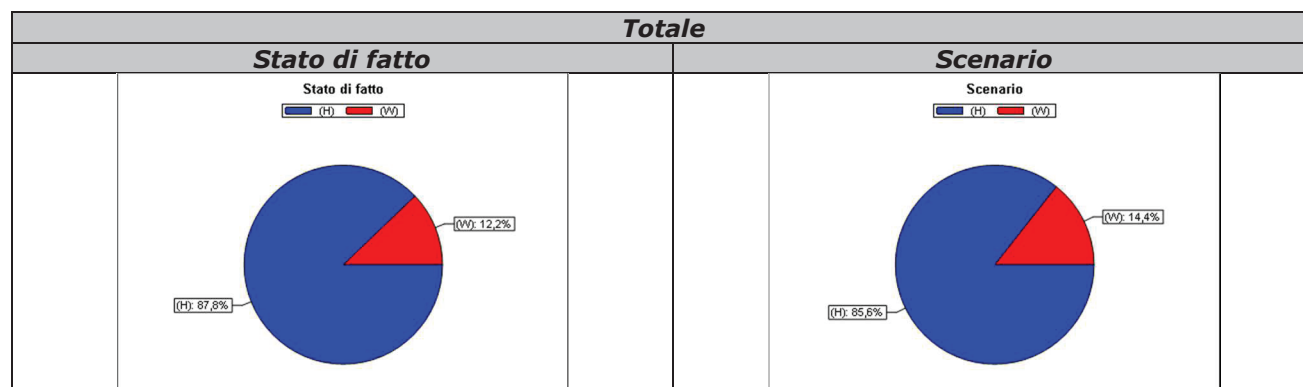 Totale
Stato di fatto Scenario
Stato di fatto
(H) (W)
(W): 12,2%
(H): 87,8%
Scenario
(H) (W)
(W): 14,4%
(H): 85,6%